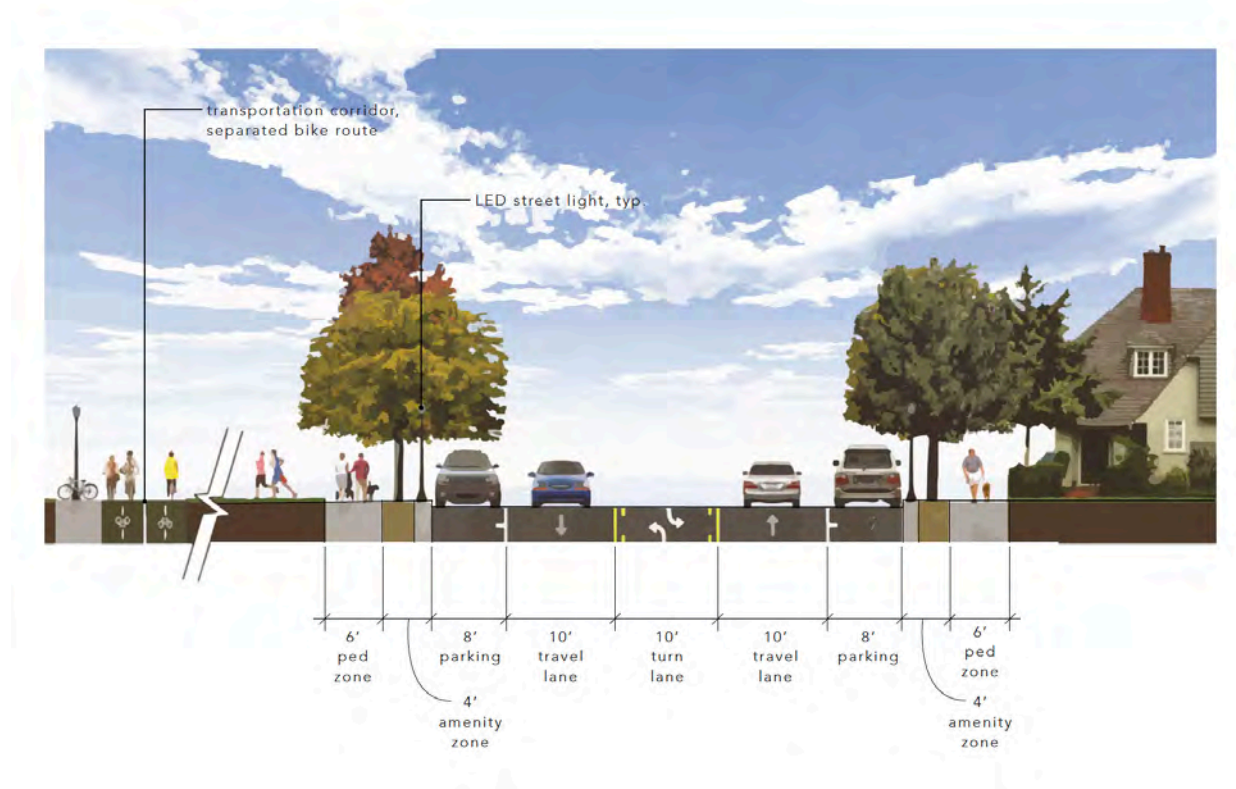 transportation corridor,
separated bike route
LED street light, typ.
6'
ped
zone
4'
amenity
zone
8'
parking
10'
travel
lane
10'
turn
lane
10'
travel
lane
8'
parking
4'
amenity
zone
6'
ped
zone